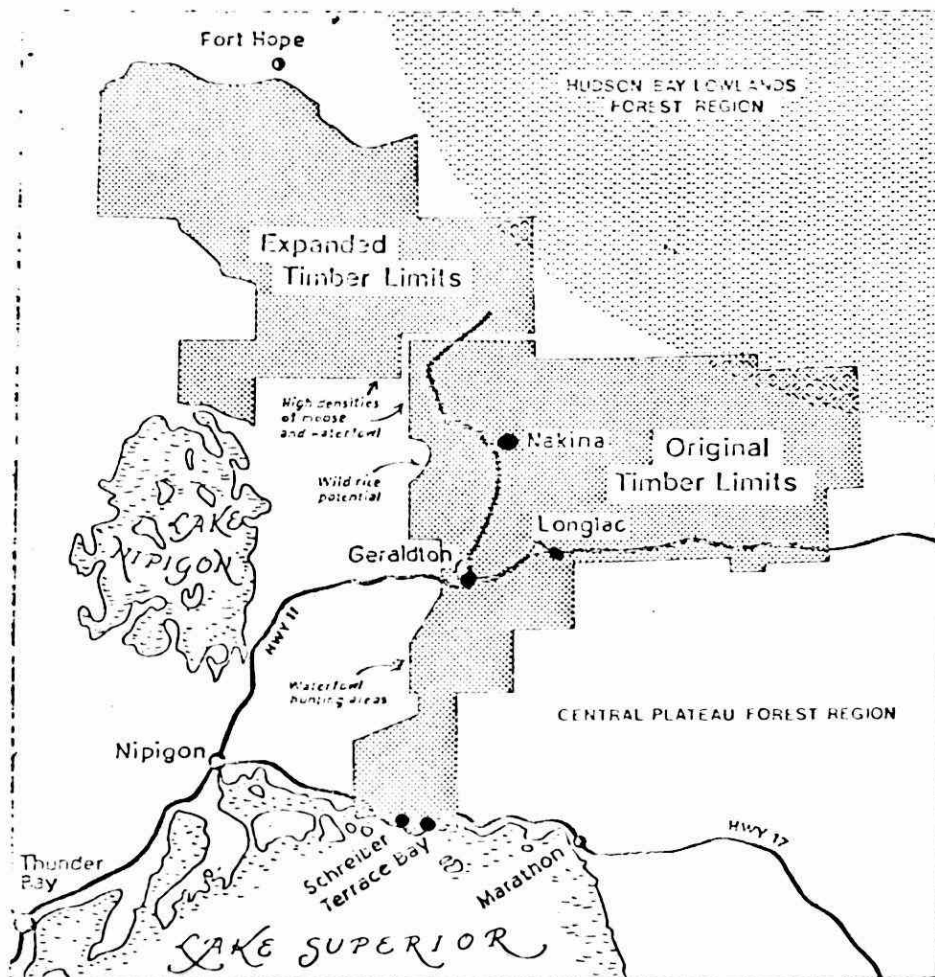 Fort Hope
HUDSON BAY LOWLANDS
FOREST REGION
Expanded
Timber Limits
High densities
of moose
and waterfowl
Nakina
Original
Timber Limits
Wild rice
potential
LAKE
NIPIGON
Longlac
Geraldton
HWY 11
Waterfowl
hunting areas
CENTRAL PLATEAU FOREST REGION
Nipigon
Thunder
Bay
Schreiber
Terrace Bay
Marathon
HWY 17
LAKE SUPERIOR